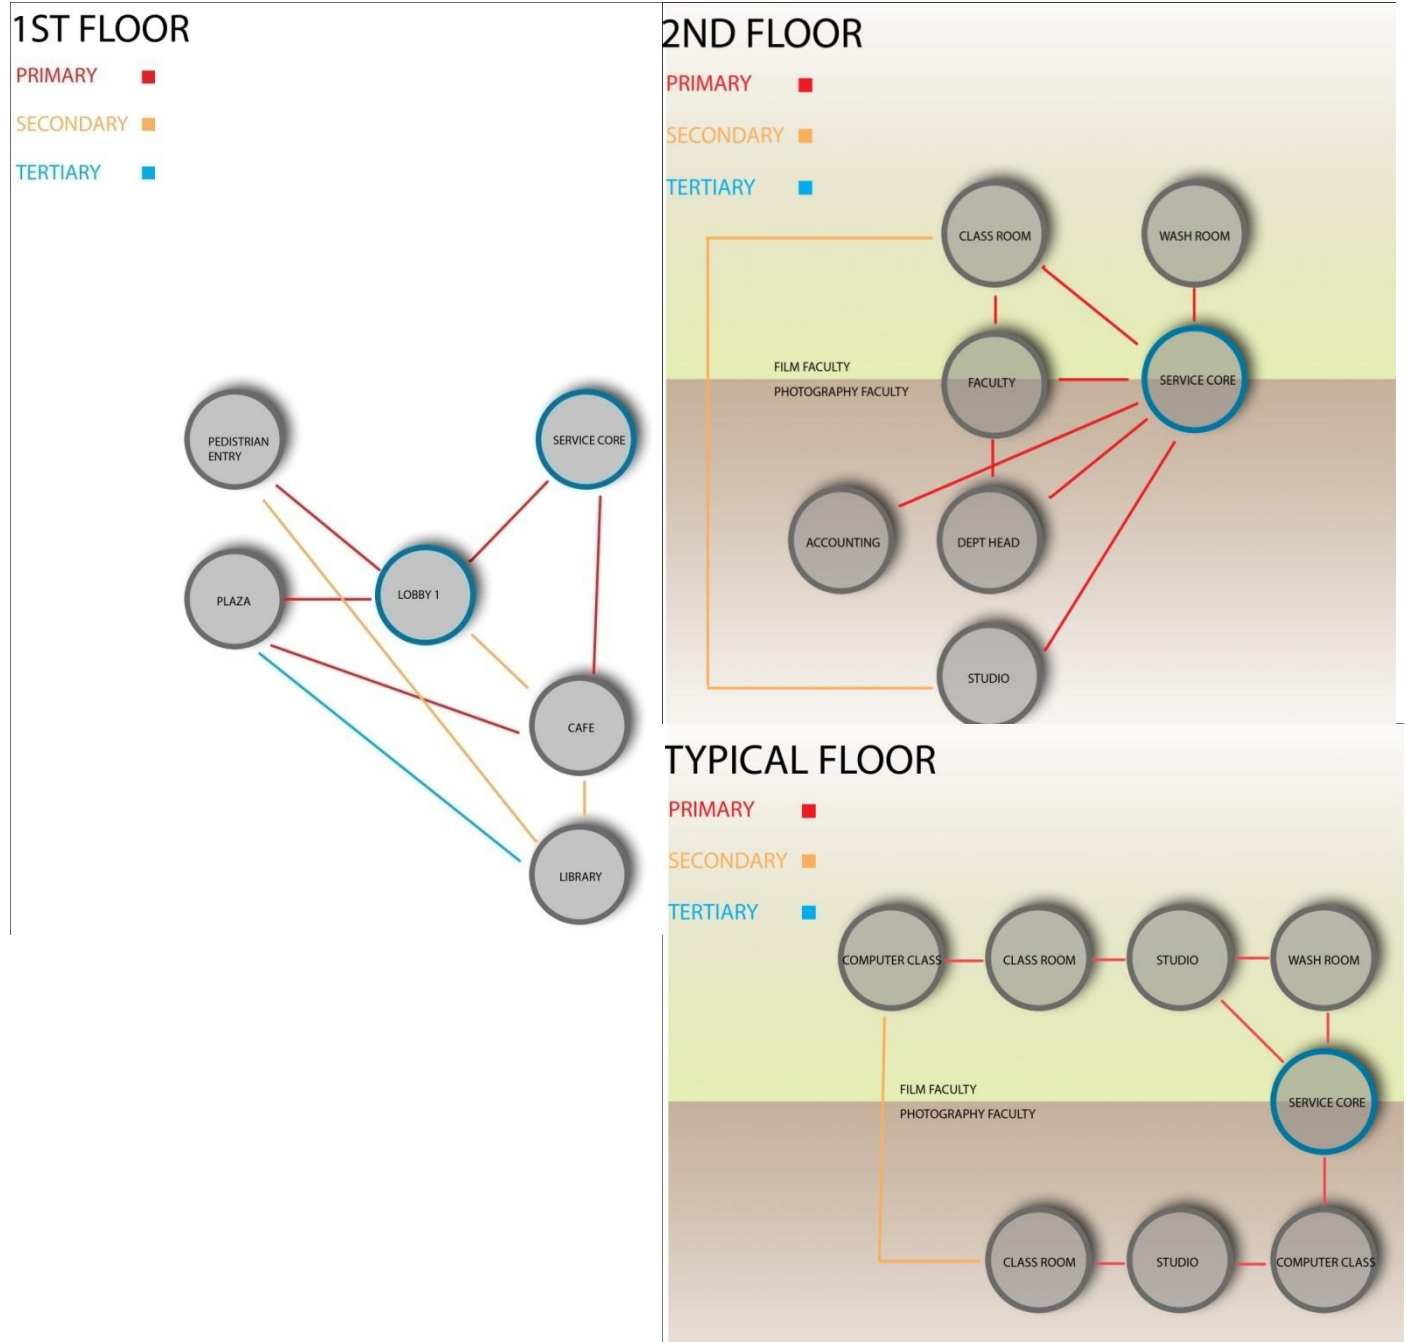 1ST FLOOR
PRIMARY
SECONDARY
TERTIARY
PEDISTRIAN
ENTRY
SERVICE CORE
PLAZA
LOBBY 1
CAFE
LIBRARY
2ND FLOOR
PRIMARY
SECONDARY
TERTIARY
CLASS ROOM
WASH ROOM
FILM FACULTY
PHOTOGRAPHY FACULTY
FACULTY
SERVICE CORE
ACCOUNTING
DEPT HEAD
STUDIO
TYPICAL FLOOR
PRIMARY
SECONDARY
TERTIARY
COMPUTER CLASS
CLASS ROOM
STUDIO
WASH ROOM
FILM FACULTY
PHOTOGRAPHY FACULTY
SERVICE CORE
CLASS ROOM
STUDIO
COMPUTER CLASS